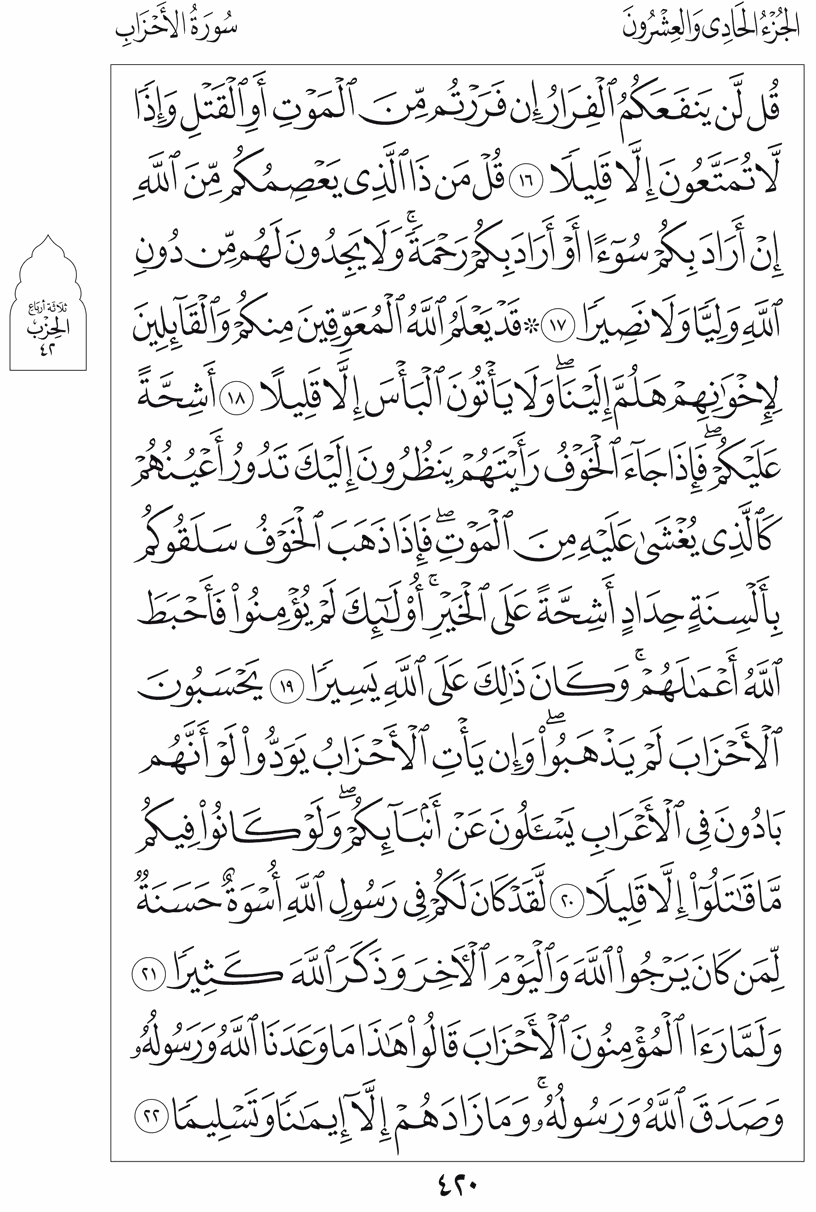 الجُزْءُ الحَادِي وَالعِشْرُونَ
سُورَةُ الأَحْزَابِ
قُل لَّن يَنفَعَكُمُ ٱلۡفِرَارُ إِن فَرَرۡتُم مِّنَ ٱلۡمَوۡتِ أَوِ ٱلۡقَتۡلِ وَإِذٗا
لَّا تُمَتَّعُونَ إِلَّا قَلِيلٗا ١٦ قُلۡ مَن ذَا ٱلَّذِي يَعۡصِمُكُم مِّنَ ٱللَّهِ
إِنۡ أَرَادَ بِكُمۡ سُوٓءًا أَوۡ أَرَادَ بِكُمۡ رَحۡمَةٗۚ وَلَا يَجِدُونَ لَهُم مِّن دُونِ
ٱللَّهِ وَلِيّٗا وَلَا نَصِيرٗا ١٧ ۞ قَدۡ يَعۡلَمُ ٱللَّهُ ٱلۡمُعَوِّقِينَ مِنكُمۡ وَٱلۡقَآئِلِينَ
لِإِخۡوَٰنِهِمۡ هَلُمَّ إِلَيۡنَاۖ وَلَا يَأۡتُونَ ٱلۡبَأۡسَ إِلَّا قَلِيلًا ١٨ أَشِحَّةً
عَلَيۡكُمۡۖ فَإِذَا جَآءَ ٱلۡخَوۡفُ رَأَيۡتَهُمۡ يَنظُرُونَ إِلَيۡكَ تَدُورُ أَعۡيُنُهُمۡ
كَٱلَّذِي يُغۡشَىٰ عَلَيۡهِ مِنَ ٱلۡمَوۡتِۖ فَإِذَا ذَهَبَ ٱلۡخَوۡفُ سَلَقُوكُم
بِأَلۡسِنَةٍ حِدَادٍ أَشِحَّةً عَلَى ٱلۡخَيۡرِۚ أُوْلَٰٓئِكَ لَمۡ يُؤۡمِنُواْ فَأَحۡبَطَ
ٱللَّهُ أَعۡمَٰلَهُمۡۚ وَكَانَ ذَٰلِكَ عَلَى ٱللَّهِ يَسِيرٗا ١٩ يَحۡسَبُونَ
ٱلۡأَحۡزَابَ لَمۡ يَذۡهَبُواْۖ وَإِن يَأۡتِ ٱلۡأَحۡزَابُ يَوَدُّواْ لَوۡ أَنَّهُم
بَادُونَ فِي ٱلۡأَعۡرَابِ يَسۡـَٔلُونَ عَنۡ أَنۢبَآئِكُمۡۖ وَلَوۡ كَانُواْ فِيكُم
مَّا قَٰتَلُوٓاْ إِلَّا قَلِيلٗا ٢٠ لَّقَدۡ كَانَ لَكُمۡ فِي رَسُولِ ٱللَّهِ أُسۡوَةٌ حَسَنَةٞ
لِّمَن كَانَ يَرۡجُواْ ٱللَّهَ وَٱلۡيَوۡمَ ٱلۡأٓخِرَ وَذَكَرَ ٱللَّهَ كَثِيرٗا ٢١
وَلَمَّا رَءَا ٱلۡمُؤۡمِنُونَ ٱلۡأَحۡزَابَ قَالُواْ هَٰذَا مَا وَعَدَنَا ٱللَّهُ وَرَسُولُهُۥ
وَصَدَقَ ٱللَّهُ وَرَسُولُهُۥۚ وَمَا زَادَهُمۡ إِلَّآ إِيمَٰنٗا وَتَسۡلِيمٗا ٢٢
ثَلَاثَة أَرْبَاع
الحِزْبُ
٤٢
٤٢٠